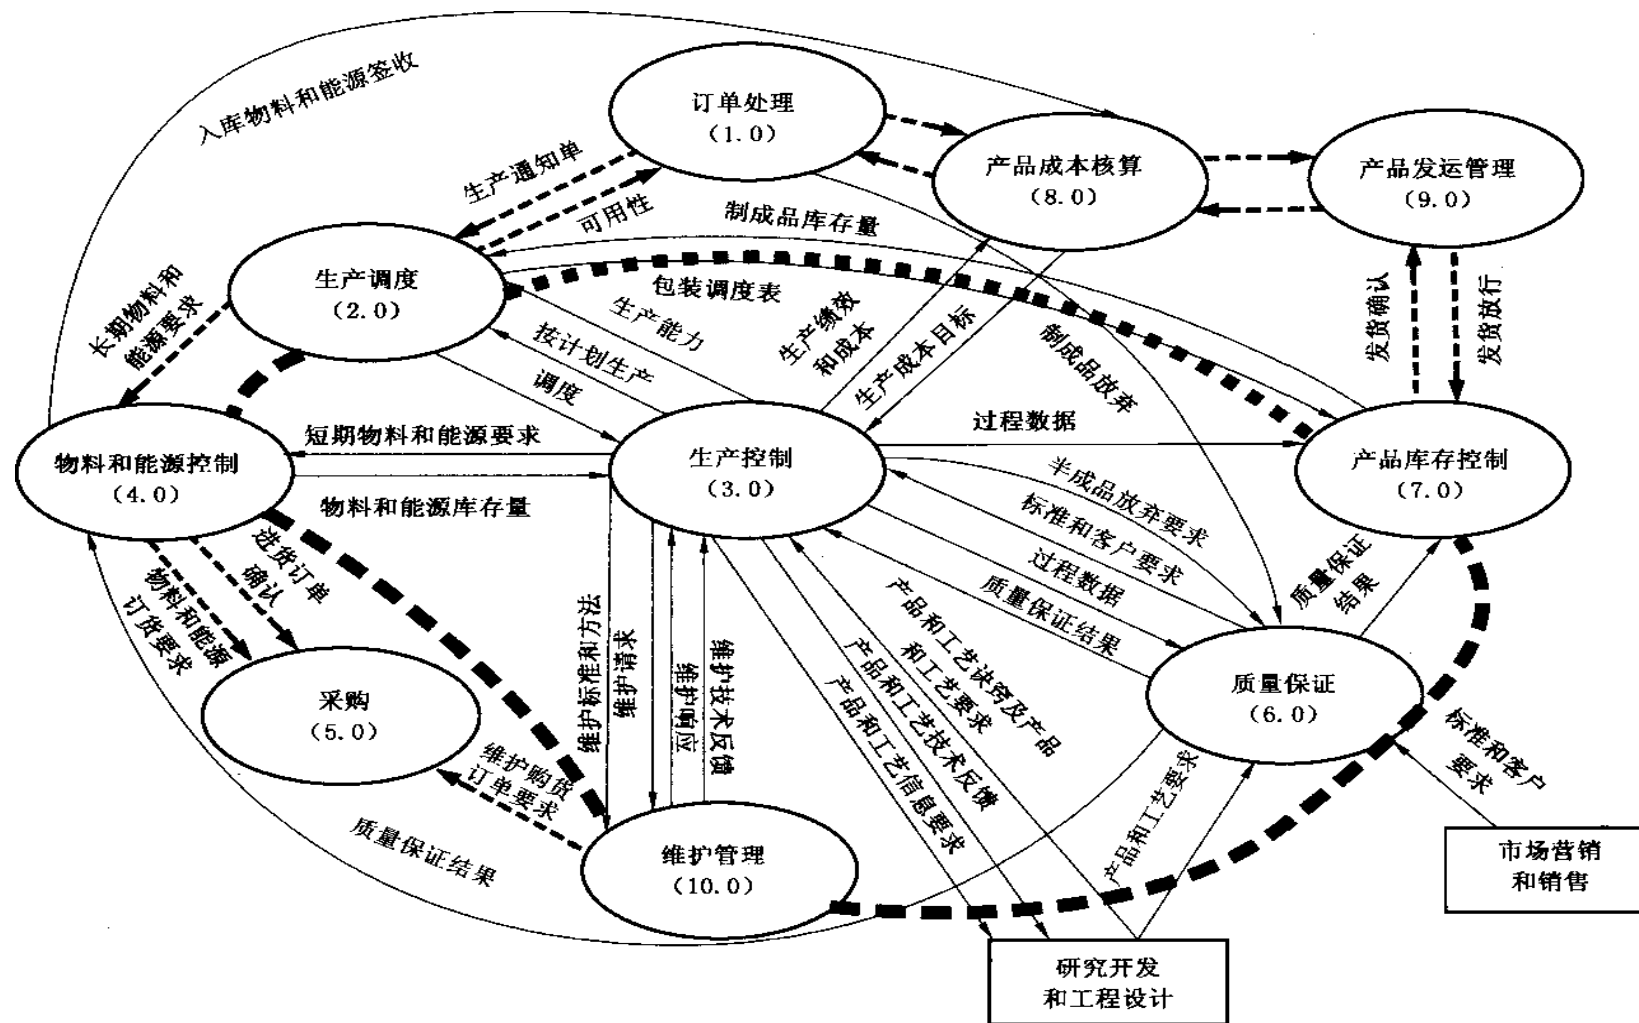 入库物料和能源签收
订单处理
(1.0)
产品成本核算
(8.0)
产品发运管理
(9.0)
生产通知单
可用性
制成品库存量
生产调度
(2.0)
包装调度表
长期物料和
能源要求
生产能力
按计划生产
调度
生产绩效
和成本
生产成本目标
制成品放弃
发货确认
发货放行
短期物料和能源要求
过程数据
物料和能源控制
(4.0)
生产控制
(3.0)
产品库存控制
(7.0)
物料和能源库存量
半成品放弃要求
标准和客户要求
过程数据
质量保证结果
质量保证
结果
进货订单
确认
物料和能源
订货要求
维护标准和方法
维护请求
维护响应
维护技术反馈
产品和工艺诀窍及产品
和工艺要求
产品和工艺技术反馈
产品和工艺信息要求
采购
(5.0)
质量保证
(6.0)
标准和客户
要求
维护购货
订单要求
产品和工艺要求
质量保证结果
维护管理
(10.0)
市场营销
和销售
研究开发
和工程设计